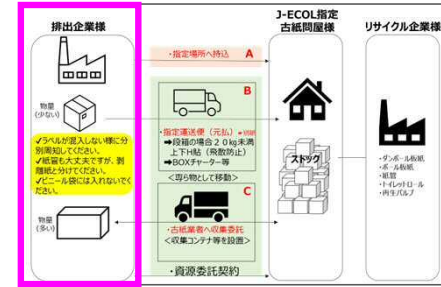 排出企業様
J-ECOL指定
古紙問屋様
リサイクル企業様
・指定場所へ持込
A
B
物量
(少ない)
✓ラベルが混入しない様に分
別周知してください。
✓紙管も大丈夫ですが、剥
離紙と分けてください。
✓ビニール袋には入れないでく
ださい。
・指定運送便（元払）
➡段箱の場合20kg未満
上下H貼（飛散防止）
➡BOXチャーター等
<専ら物として移動>
ストック
・ダンボール板紙
・ボール板紙
・紙管
・トイレットロール
・再生パルプ
C
物量
(多い)
・古紙業者へ収集委託
<収集コンテナ等を設置>
・資源委託契約